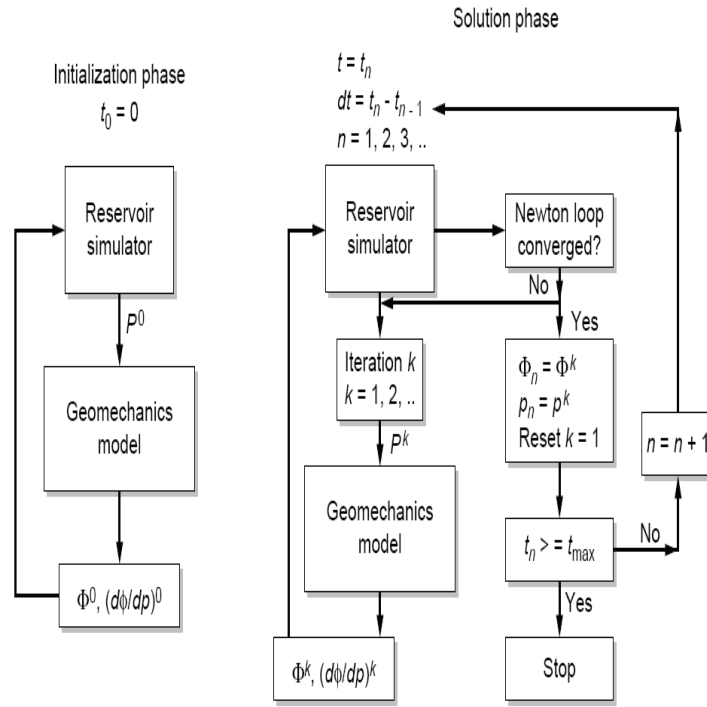 Solution phase
Initialization phase
t₀ = 0
t = tₙ
dt = tₙ - tₙ ₋ ₁
n = 1, 2, 3, ..
Reservoir
simulator
P⁰
Geomechanics
model
Φ⁰, (dϕ/dp)⁰
Reservoir
simulator
Newton loop
converged?
No
Yes
Iteration k
k = 1, 2, ..
Pᵏ
Geomechanics
model
Φᵏ, (dϕ/dp)ᵏ
Φₙ = Φᵏ
pₙ = pᵏ
Reset k = 1
n = n + 1
tₙ > = tₘₐₓ
No
Yes
Stop